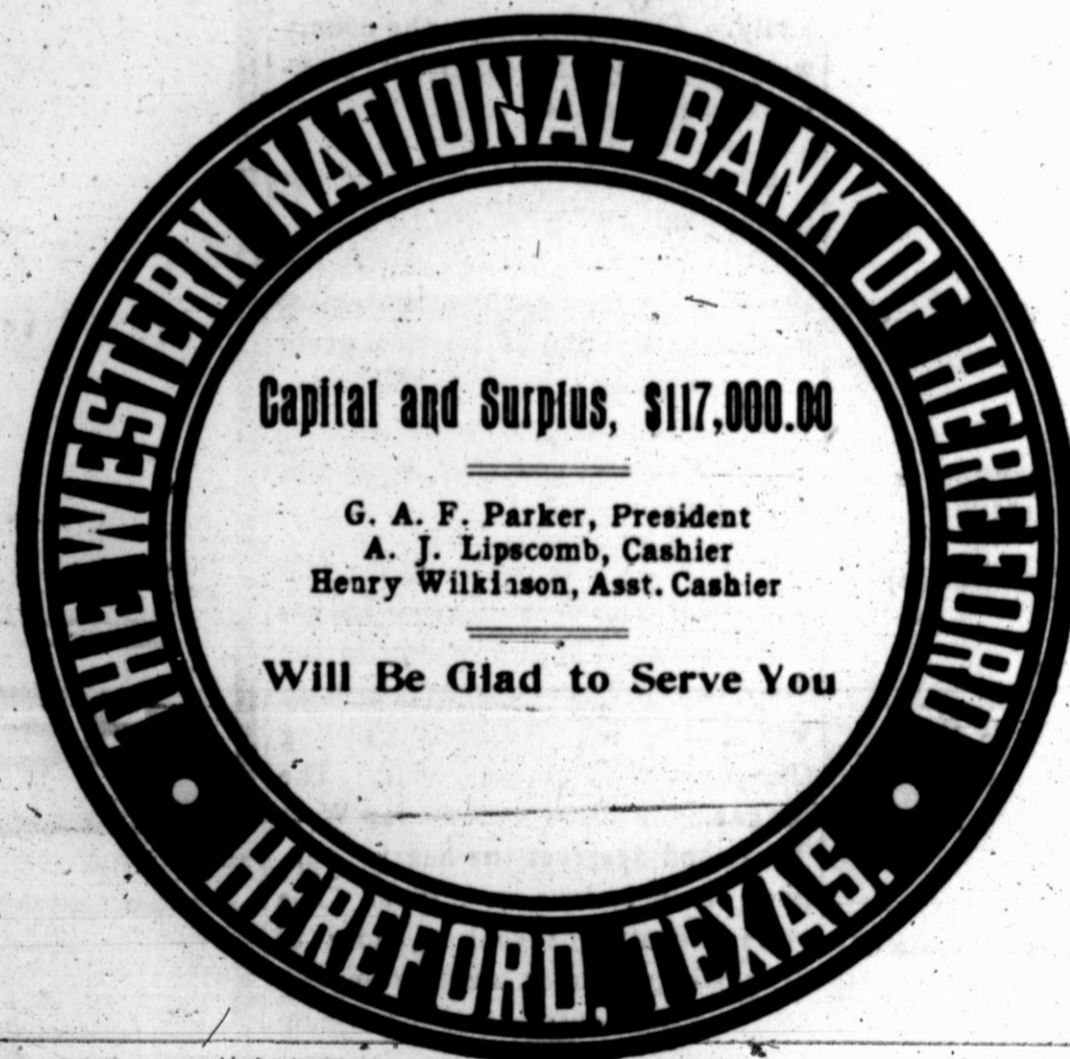 THE WESTERN NATIONAL BANK OF HEREFORD
Capital and Surplus, $117,000.00
G. A. F. Parker, President
A. J. Lipscomb, Cashier
Henry Wilkinson, Asst. Cashier
Will Be Glad to Serve You
HEREFORD, TEXAS.